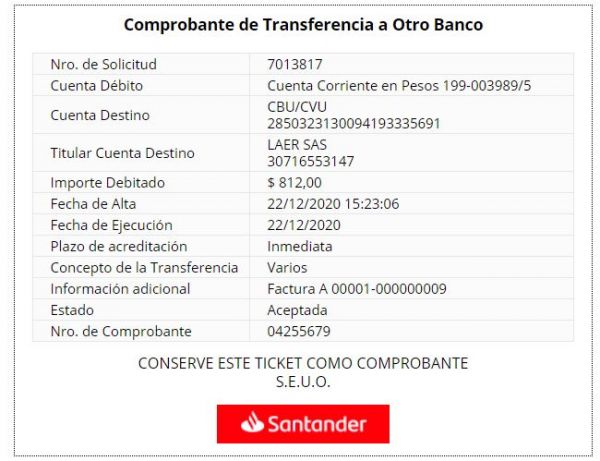 Comprobante de Transferencia a Otro Banco
Nro. de Solicitud 7013817
Cuenta Débito Cuenta Corriente en Pesos 199-003989/5
Cuenta Destino CBU/CVU
2850323130094193335691
Titular Cuenta Destino LAER SAS
30716553147
Importe Debitado $ 812,00
Fecha de Alta 22/12/2020 15:23:06
Fecha de Ejecución 22/12/2020
Plazo de acreditación Inmediata
Concepto de la Transferencia Varios
Información adicional Factura A 00001-000000009
Estado Aceptada
Nro. de Comprobante 04255679
CONSERVE ESTE TICKET COMO COMPROBANTE
S.E.U.O.
Santander